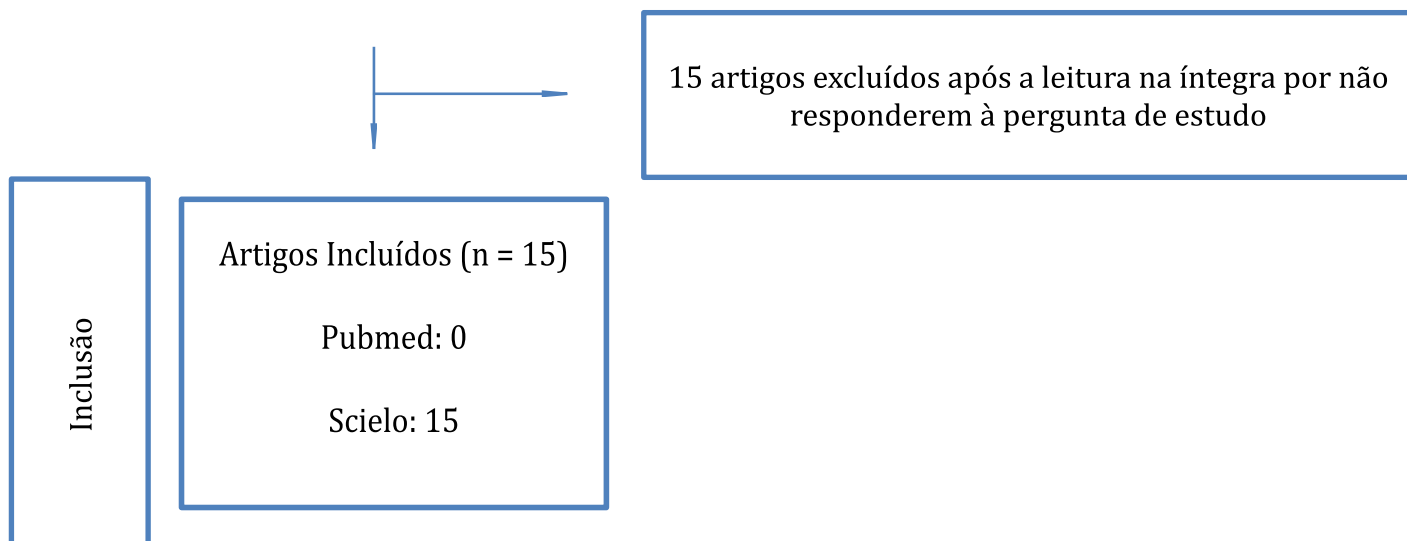 15 artigos excluídos após a leitura na íntegra por não
responderem à pergunta de estudo
Inclusão
Artigos Incluídos (n = 15)
Pubmed: 0
Scielo: 15